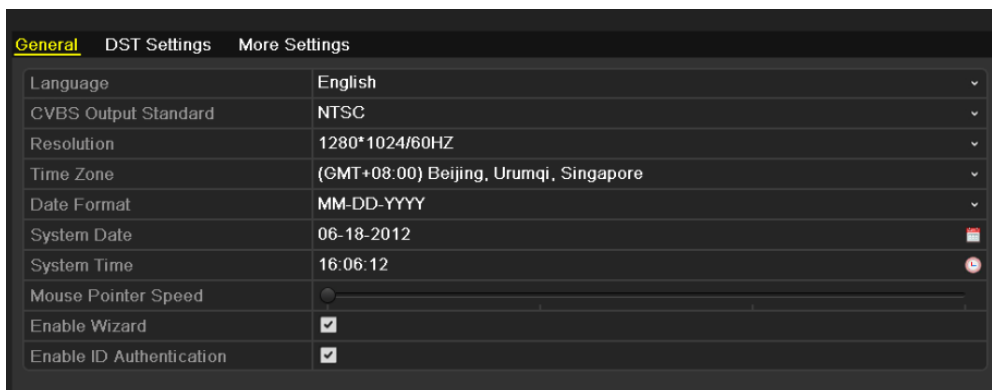 General DST Settings More Settings
Language English
CVBS Output Standard NTSC
Resolution 1280*1024/60HZ
Time Zone (GMT+08:00) Beijing, Urumqi, Singapore
Date Format MM-DD-YYYY
System Date 06-18-2012
System Time 16:06:12
Mouse Pointer Speed
Enable Wizard
Enable ID Authentication